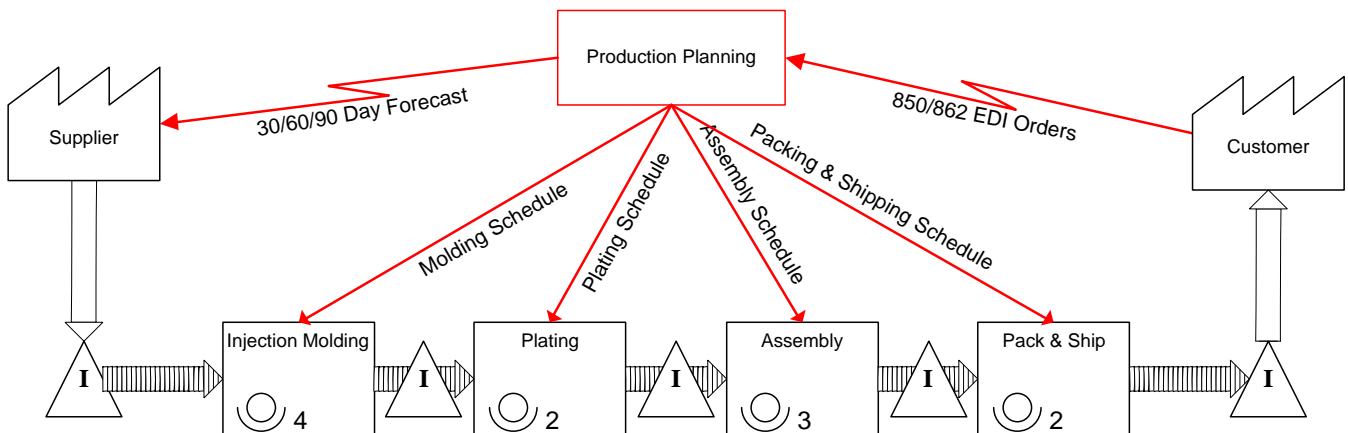 Production Planning
Supplier
30/60/90 Day Forecast
850/862 EDI Orders
Customer
Molding Schedule
Plating Schedule
Assembly Schedule
Packing & Shipping Schedule
Injection Molding
Plating
Assembly
Pack & Ship
I
I
I
I
I
4
2
3
2